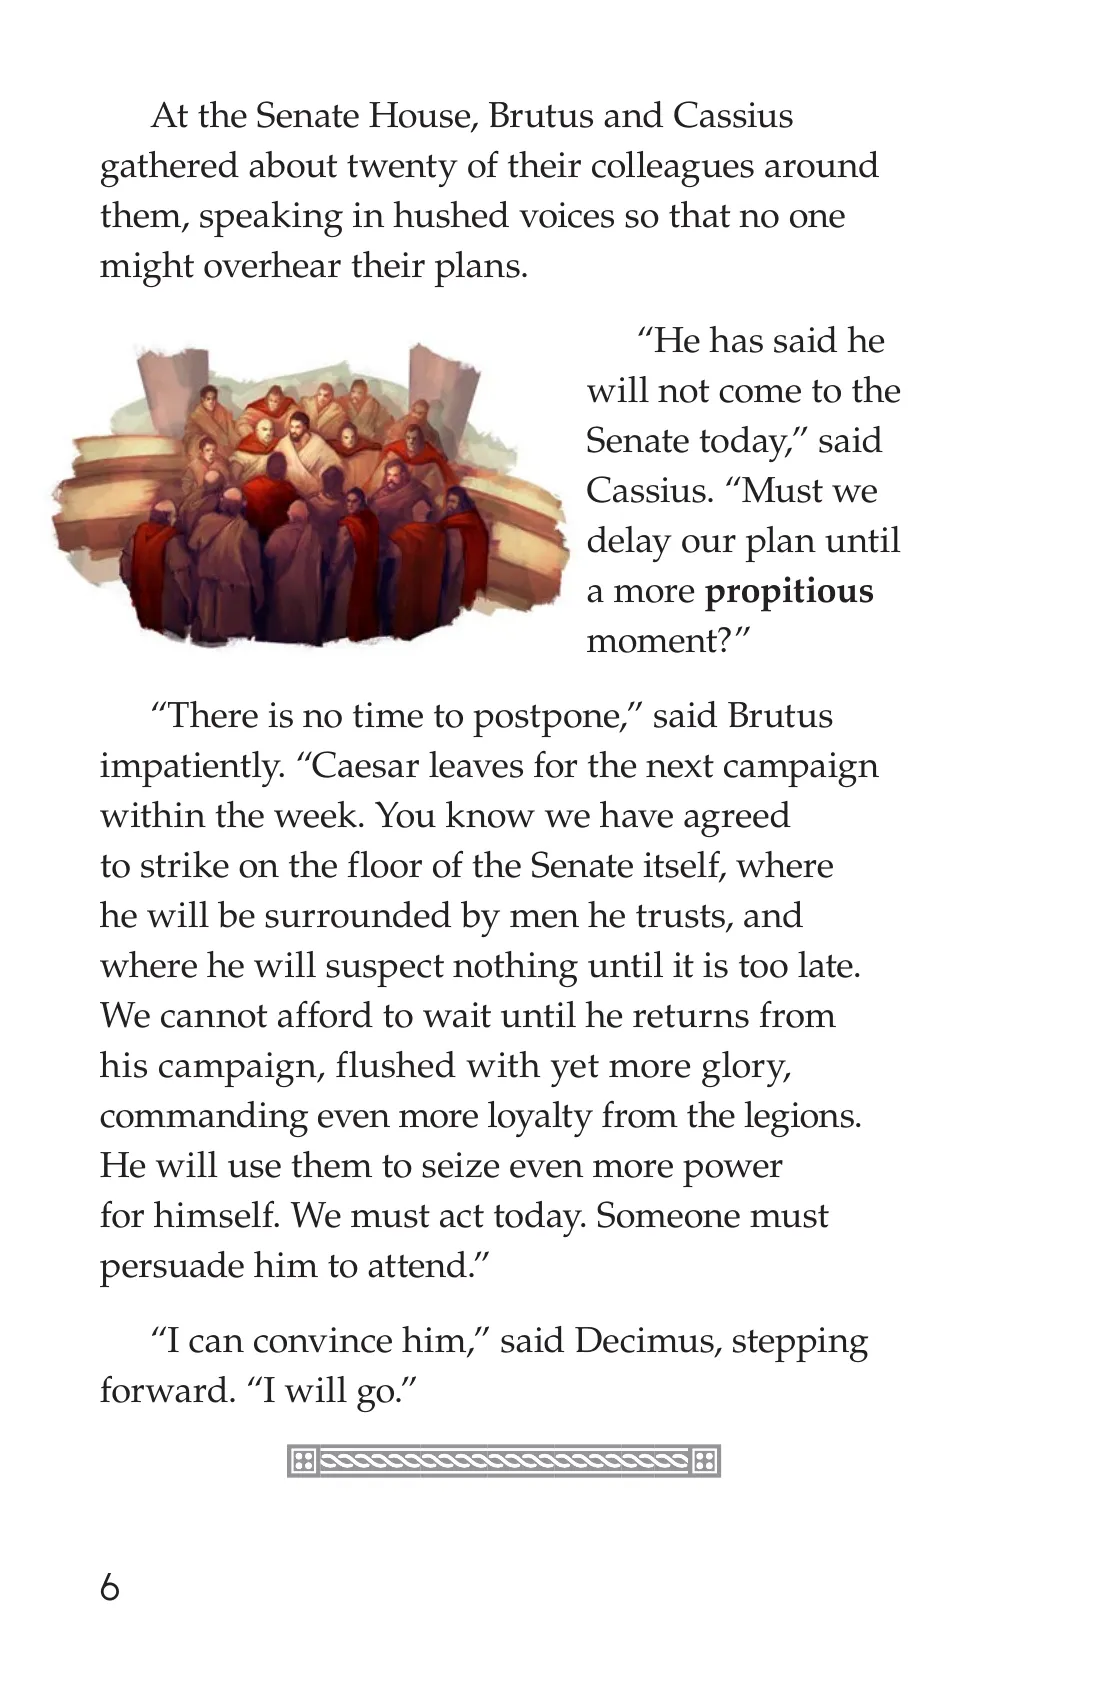 At the Senate House, Brutus and Cassius
gathered about twenty of their colleagues around
them, speaking in hushed voices so that no one
might overhear their plans.
“He has said he
will not come to the
Senate today,” said
Cassius. “Must we
delay our plan until
a more propitious
moment?”
“There is no time to postpone,” said Brutus
impatiently. “Caesar leaves for the next campaign
within the week. You know we have agreed
to strike on the floor of the Senate itself, where
he will be surrounded by men he trusts, and
where he will suspect nothing until it is too late.
We cannot afford to wait until he returns from
his campaign, flushed with yet more glory,
commanding even more loyalty from the legions.
He will use them to seize even more power
for himself. We must act today. Someone must
persuade him to attend.”
“I can convince him,” said Decimus, stepping
forward. “I will go.”
6